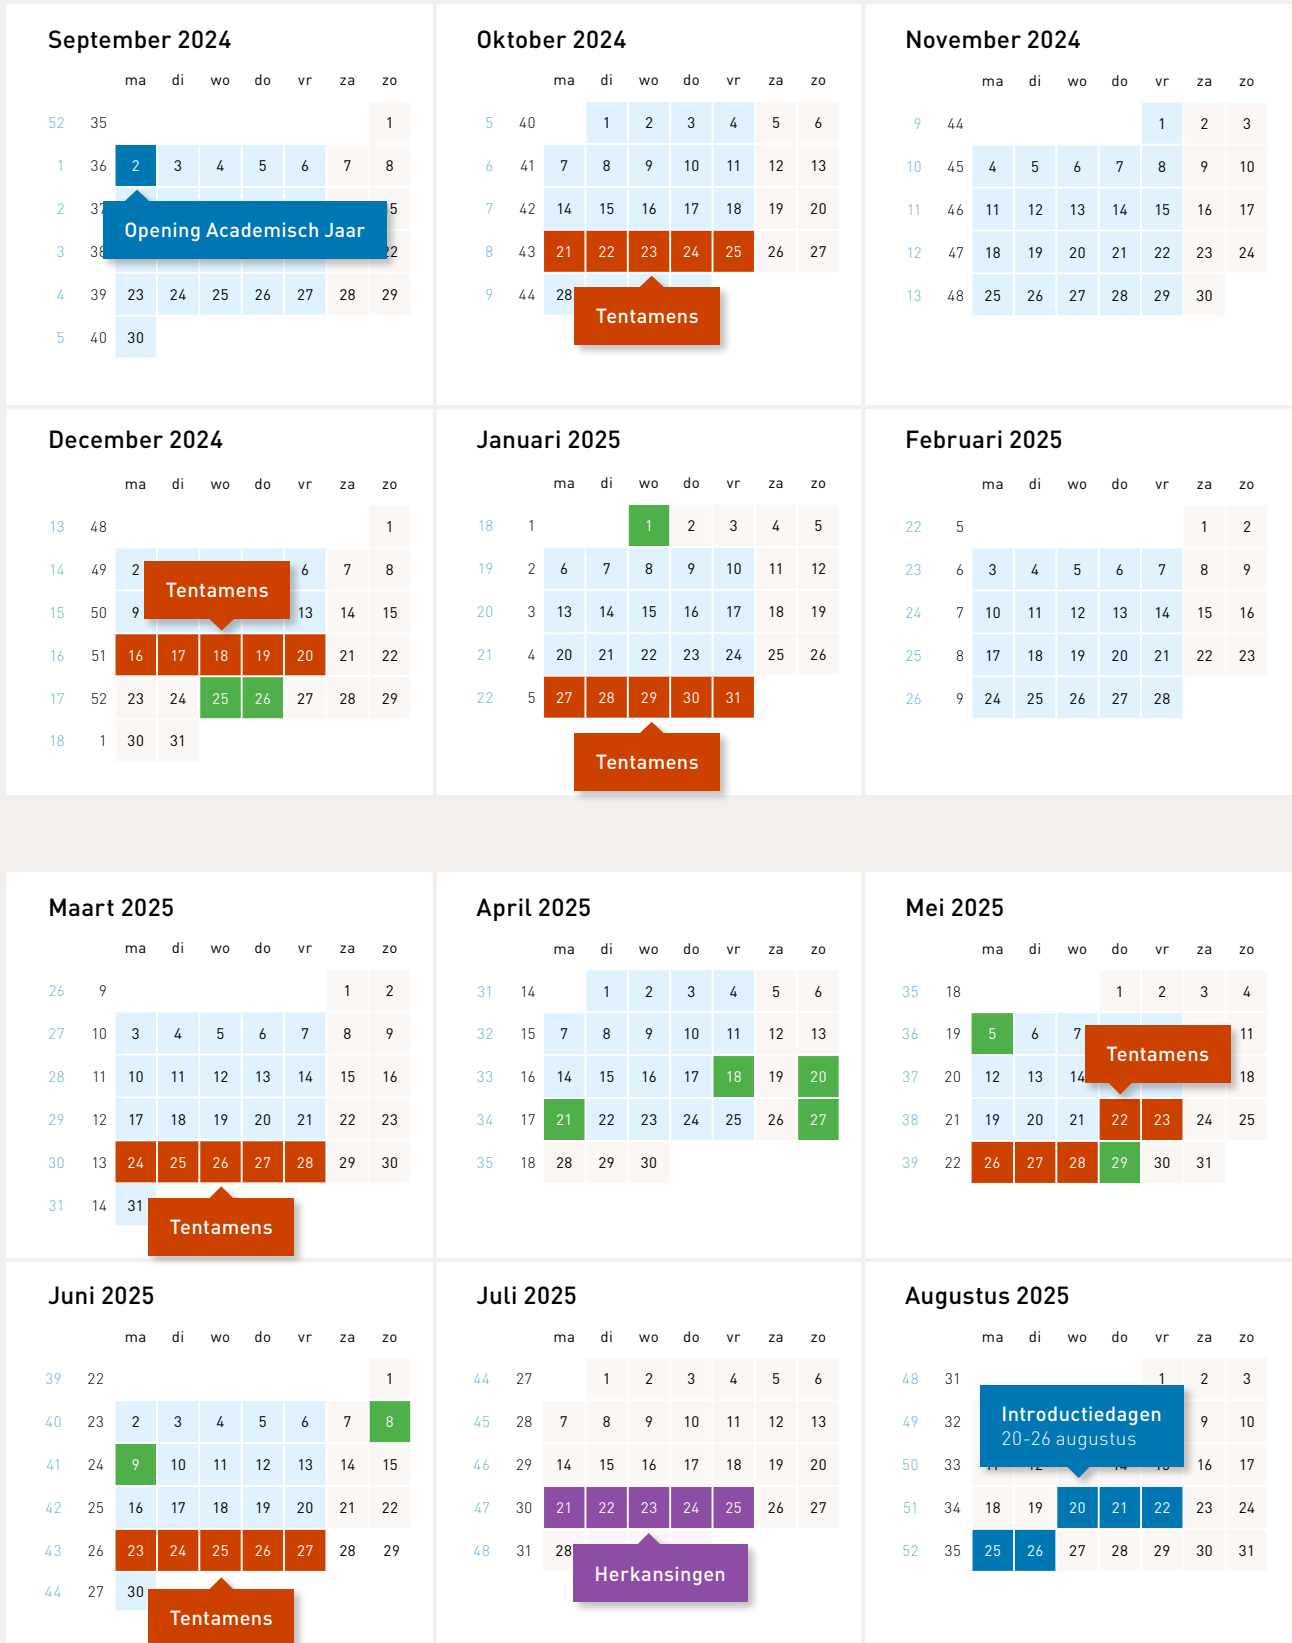 September 2024
ma di wo do vr za zo
52 35 1
1 36 2 3 4 5 6 7 8
2 37 5
Opening Academisch Jaar
3 38 22
4 39 23 24 25 26 27 28 29
5 40 30
Oktober 2024
ma di wo do vr za zo
5 40 1 2 3 4 5 6
6 41 7 8 9 10 11 12 13
7 42 14 15 16 17 18 19 20
8 43 21 22 23 24 25 26 27
9 44 28
Tentamens
November 2024
ma di wo do vr za zo
9 44 1 2 3
10 45 4 5 6 7 8 9 10
11 46 11 12 13 14 15 16 17
12 47 18 19 20 21 22 23 24
13 48 25 26 27 28 29 30
December 2024
ma di wo do vr za zo
13 48 1
14 49 2 6 7 8
Tentamens
15 50 9 13 14 15
16 51 16 17 18 19 20 21 22
17 52 23 24 25 26 27 28 29
18 1 30 31
Januari 2025
ma di wo do vr za zo
18 1 1 2 3 4 5
19 2 6 7 8 9 10 11 12
20 3 13 14 15 16 17 18 19
21 4 20 21 22 23 24 25 26
22 5 27 28 29 30 31
Tentamens
Februari 2025
ma di wo do vr za zo
22 5 1 2
23 6 3 4 5 6 7 8 9
24 7 10 11 12 13 14 15 16
25 8 17 18 19 20 21 22 23
26 9 24 25 26 27 28
Maart 2025
ma di wo do vr za zo
26 9 1 2
27 10 3 4 5 6 7 8 9
28 11 10 11 12 13 14 15 16
29 12 17 18 19 20 21 22 23
30 13 24 25 26 27 28 29 30
31 14 31
Tentamens
April 2025
ma di wo do vr za zo
31 14 1 2 3 4 5 6
32 15 7 8 9 10 11 12 13
33 16 14 15 16 17 18 19 20
34 17 21 22 23 24 25 26 27
35 18 28 29 30
Mei 2025
ma di wo do vr za zo
35 18 1 2 3 4
36 19 5 6 7 11
Tentamens
37 20 12 13 14 18
38 21 19 20 21 22 23 24 25
39 22 26 27 28 29 30 31
Juni 2025
ma di wo do vr za zo
39 22 1
40 23 2 3 4 5 6 7 8
41 24 9 10 11 12 13 14 15
42 25 16 17 18 19 20 21 22
43 26 23 24 25 26 27 28 29
44 27 30
Tentamens
Juli 2025
ma di wo do vr za zo
44 27 1 2 3 4 5 6
45 28 7 8 9 10 11 12 13
46 29 14 15 16 17 18 19 20
47 30 21 22 23 24 25 26 27
48 31 28
Herkansingen
Augustus 2025
ma di wo do vr za zo
48 31 1 2 3
Introductiedagen
49 32 9 10
20-26 augustus
50 33 16 17
51 34 18 19 20 21 22 23 24
52 35 25 26 27 28 29 30 31